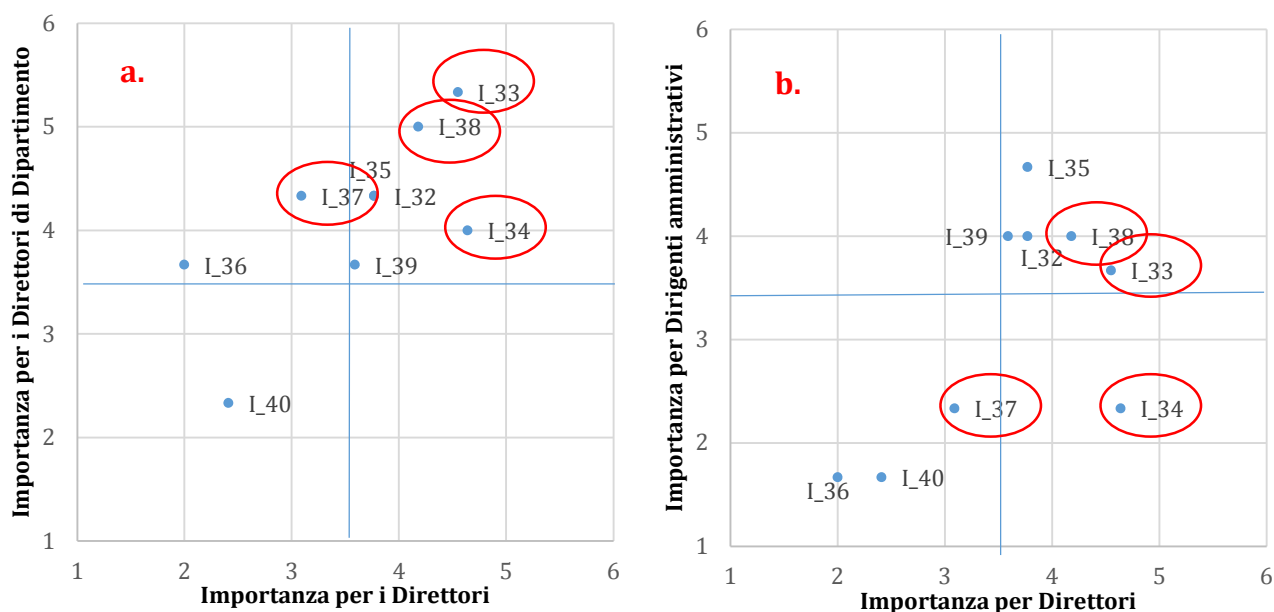 6
a.
I_33
5
I_38
I_35
I_37
I_32
4
I_34
I_36
I_39
3
I_40
2
1
1 2 3 4 5 6
Importanza per i Direttori di Dipartimento
Importanza per i Direttori
6
b.
5
I_35
4
I_39
I_38
I_32
I_33
3
I_37
I_34
2
I_36
I_40
1
1 2 3 4 5 6
Importanza per Dirigenti amministrativi
Importanza per Direttori